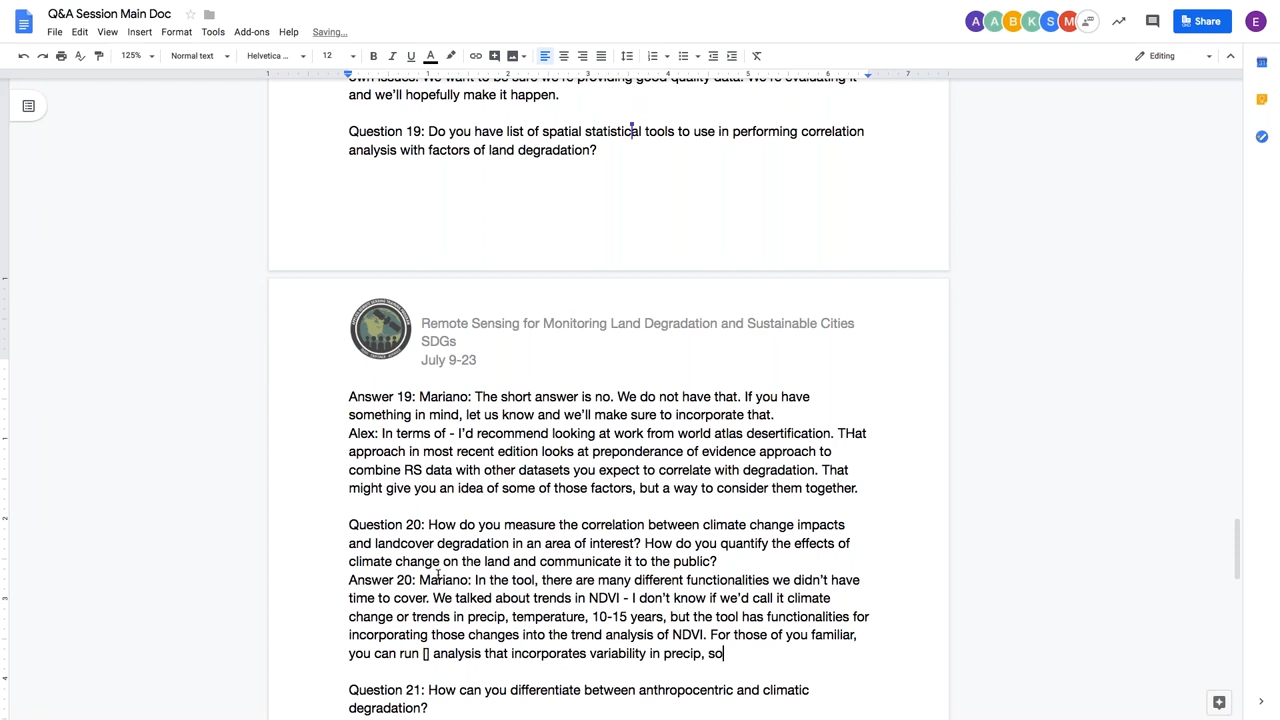 Q&A Session Main Doc
A A B K S M
Share
E
File Edit View Insert Format Tools Add-ons Help Saving...
125% Normal text Helvetica ... 12 B I U A Editing
1 1 2 3 4 5 6 7
and we'll hopefully make it happen.
Question 19: Do you have list of spatial statistical tools to use in performing correlation
analysis with factors of land degradation?
Remote Sensing for Monitoring Land Degradation and Sustainable Cities
SDGs
July 9-23
Answer 19: Mariano: The short answer is no. We do not have that. If you have
something in mind, let us know and we'll make sure to incorporate that.
Alex: In terms of - I'd recommend looking at work from world atlas desertification. THat
approach in most recent edition looks at preponderance of evidence approach to
combine RS data with other datasets you expect to correlate with degradation. That
might give you an idea of some of those factors, but a way to consider them together.
Question 20: How do you measure the correlation between climate change impacts
and landcover degradation in an area of interest? How do you quantify the effects of
climate change on the land and communicate it to the public?
Answer 20: Mariano: In the tool, there are many different functionalities we didn't have
time to cover. We talked about trends in NDVI - I don't know if we'd call it climate
change or trends in precip, temperature, 10-15 years, but the tool has functionalities for
incorporating those changes into the trend analysis of NDVI. For those of you familiar,
you can run [] analysis that incorporates variability in precip, so
Question 21: How can you differentiate between anthropocentric and climatic
degradation?